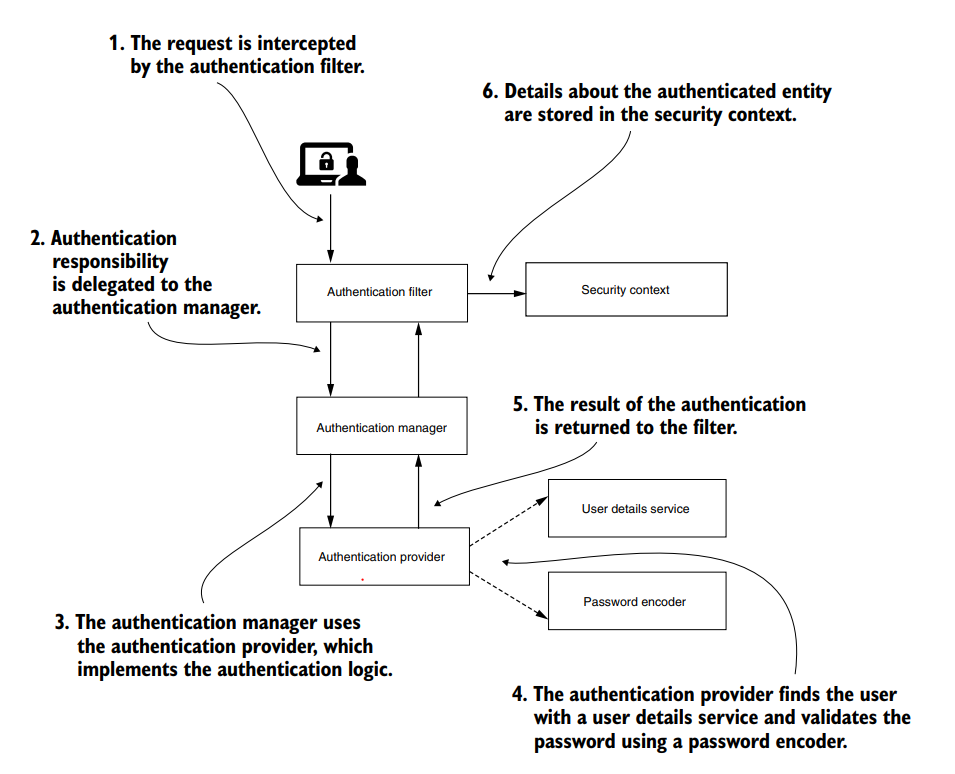 1. The request is intercepted
by the authentication filter.
6. Details about the authenticated entity
are stored in the security context.
2. Authentication
responsibility
is delegated to the
authentication manager.
Authentication filter
Security context
5. The result of the authentication
is returned to the filter.
Authentication manager
User details service
Authentication provider
Password encoder
3. The authentication manager uses
the authentication provider, which
implements the authentication logic.
4. The authentication provider finds the user
with a user details service and validates the
password using a password encoder.